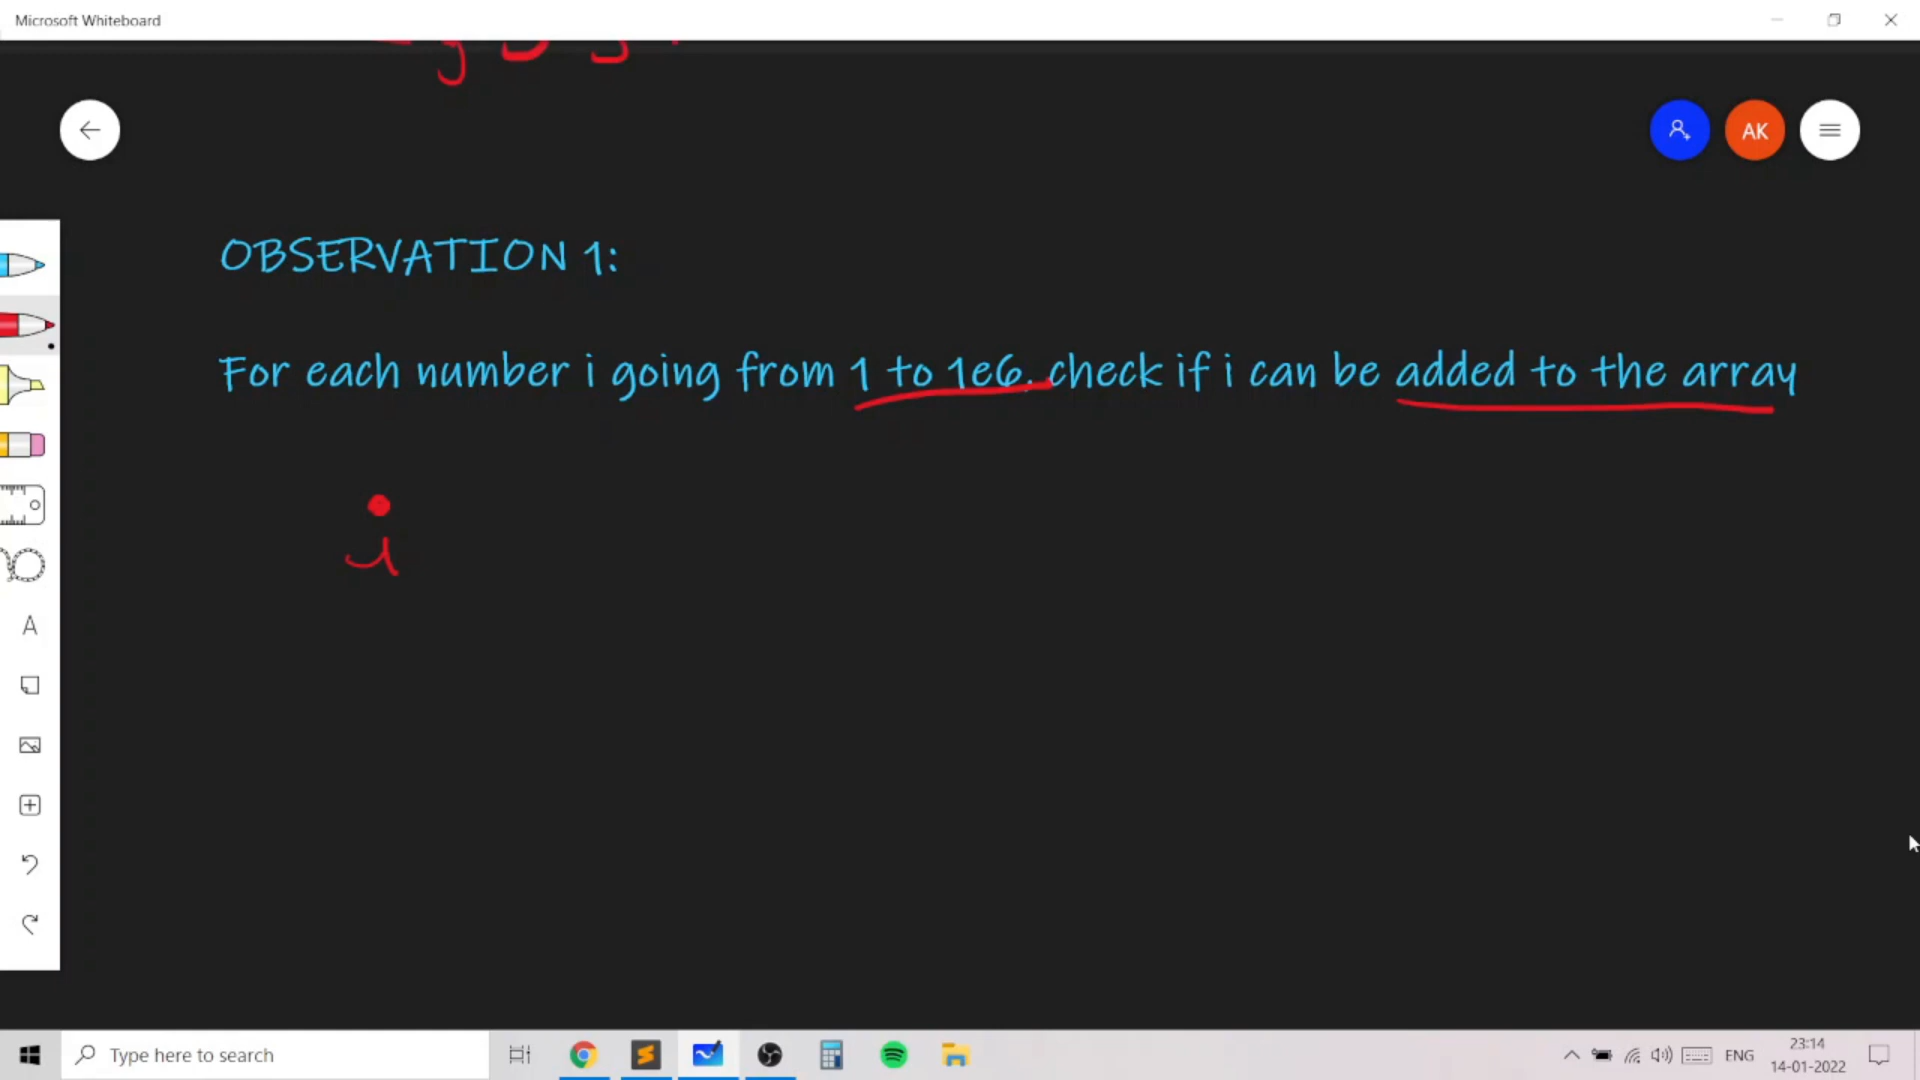 Microsoft Whiteboard
AK
OBSERVATION 1:
For each number i going from 1 to 1e6, check if i can be added to the array
i
A
Type here to search
ENG
23:14
14-01-2022